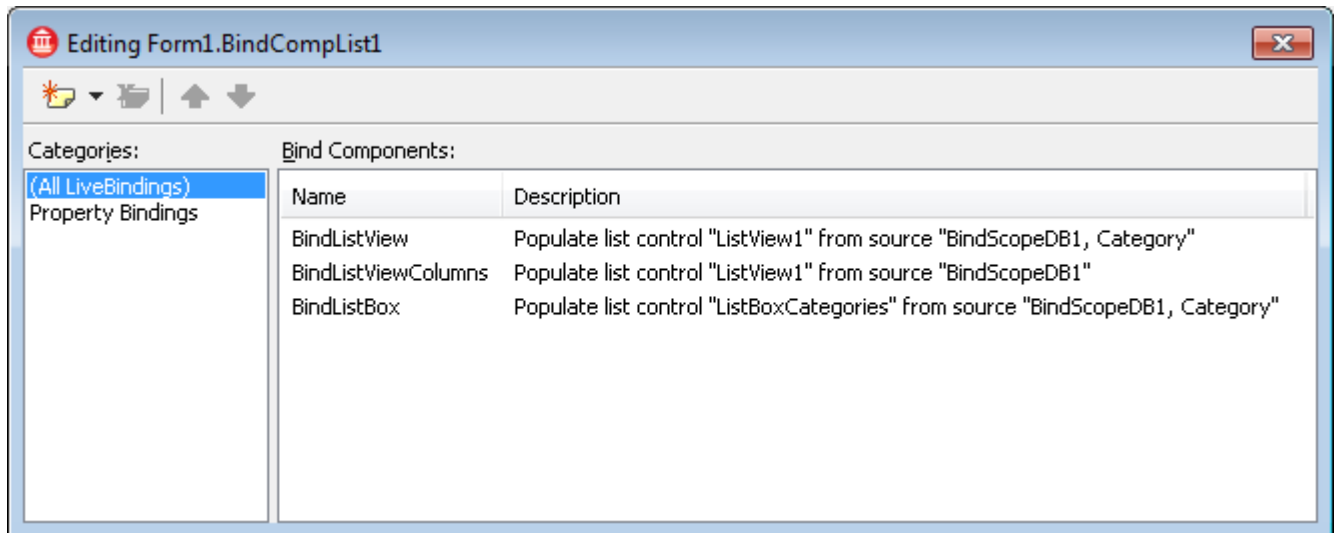 Editing Form1.BindCompList1
Categories:
Bind Components:
(All LiveBindings)
Property Bindings
Name Description
BindListView Populate list control "ListView1" from source "BindScopeDB1, Category"
BindListViewColumns Populate list control "ListView1" from source "BindScopeDB1"
BindListBox Populate list control "ListBoxCategories" from source "BindScopeDB1, Category"